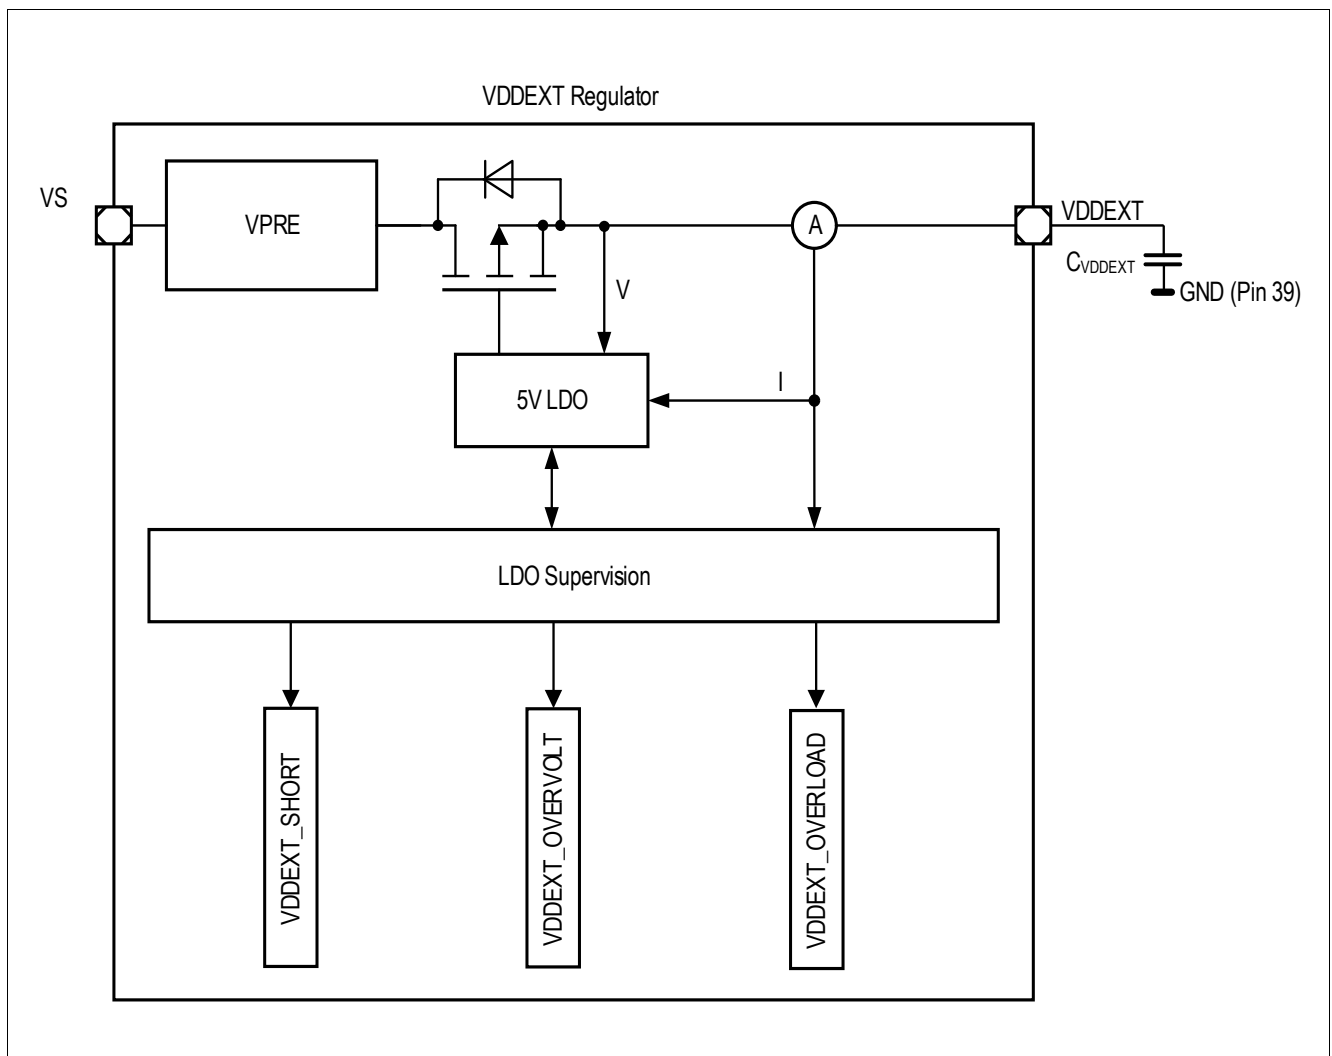 VDDEXT Regulator
VS
VPRE
VDDEXT
A
CVDDEXT
GND (Pin 39)
V
I
5V LDO
LDO Supervision
VDDEXT_SHORT
VDDEXT_OVERVOLT
VDDEXT_OVERLOAD